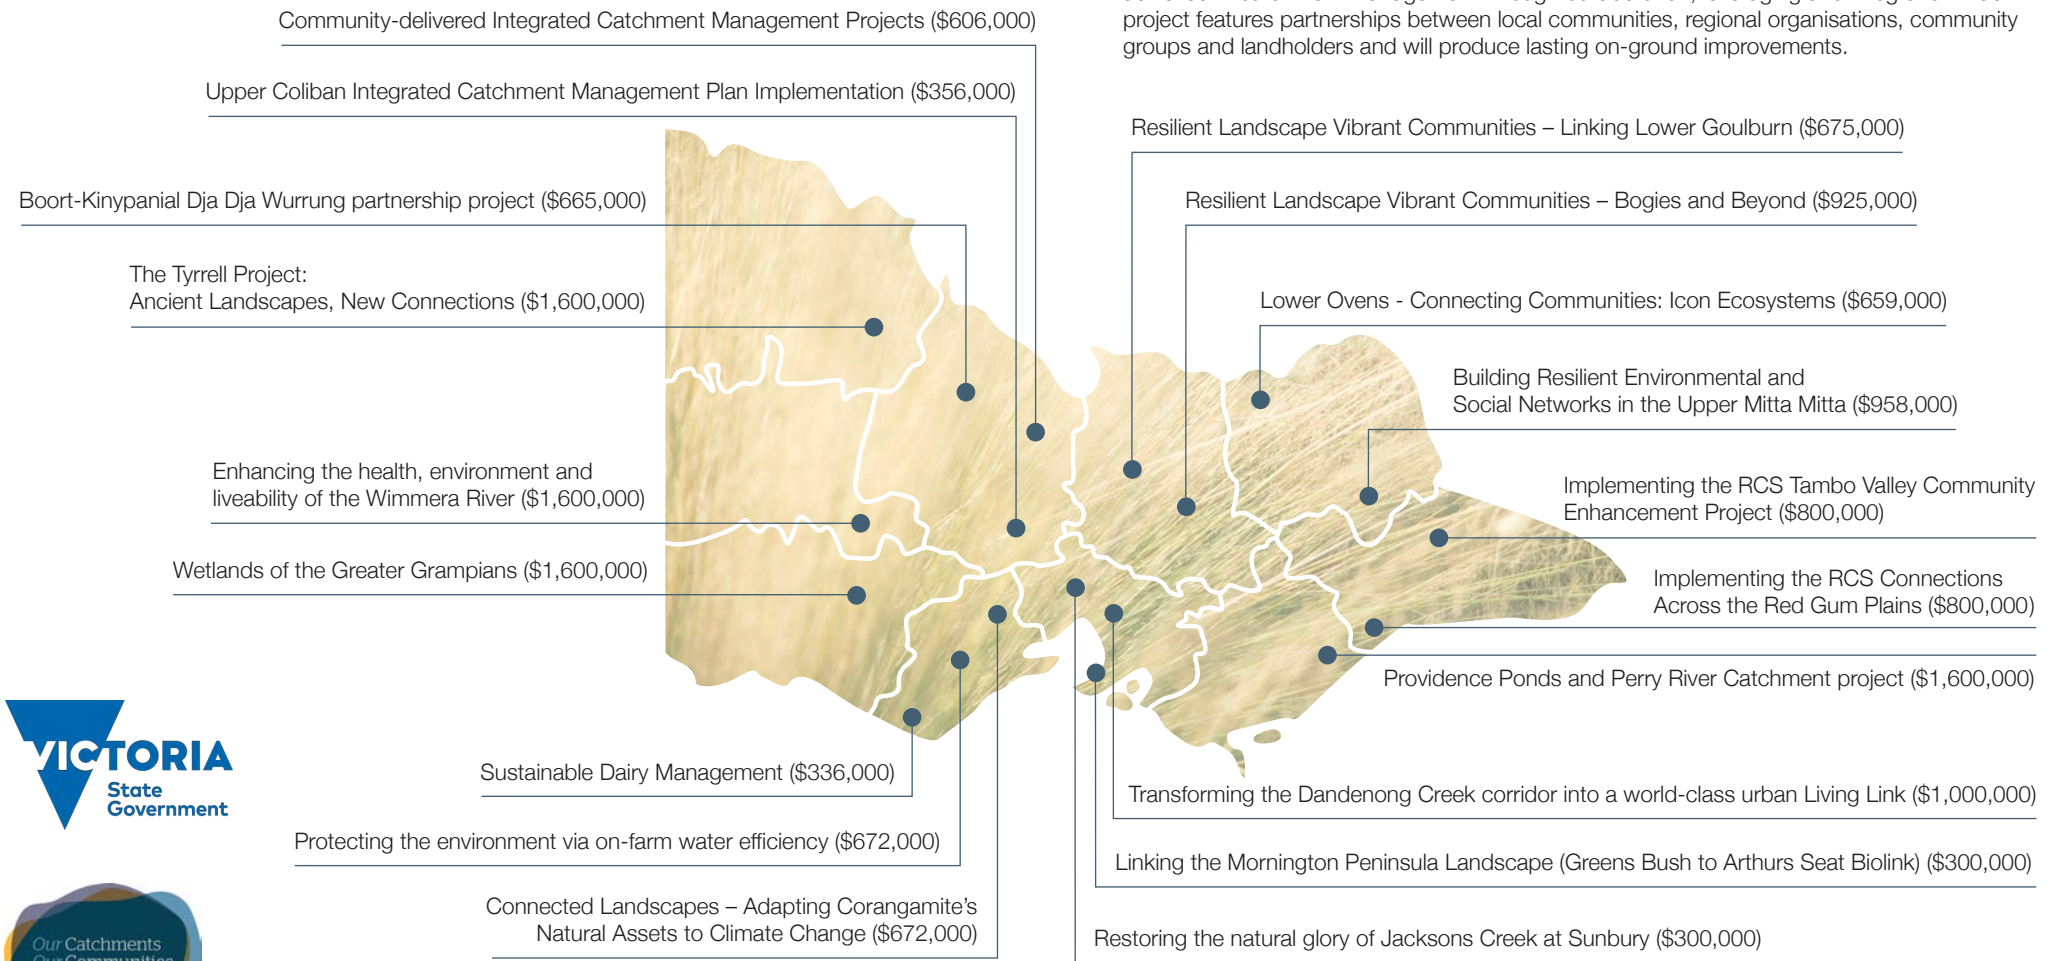 Community-delivered Integrated Catchment Management Projects ($606,000)
project features partnerships between local communities, regional organisations, community
groups and landholders and will produce lasting on-ground improvements.
Upper Coliban Integrated Catchment Management Plan Implementation ($356,000)
Resilient Landscape Vibrant Communities – Linking Lower Goulburn ($675,000)
Boort-Kinypanial Dja Dja Wurrung partnership project ($665,000)
Resilient Landscape Vibrant Communities – Bogies and Beyond ($925,000)
The Tyrrell Project:
Ancient Landscapes, New Connections ($1,600,000)
Lower Ovens - Connecting Communities: Icon Ecosystems ($659,000)
Building Resilient Environmental and
Social Networks in the Upper Mitta Mitta ($958,000)
Enhancing the health, environment and
liveability of the Wimmera River ($1,600,000)
Implementing the RCS Tambo Valley Community
Enhancement Project ($800,000)
Wetlands of the Greater Grampians ($1,600,000)
Implementing the RCS Connections
Across the Red Gum Plains ($800,000)
Providence Ponds and Perry River Catchment project ($1,600,000)
VICTORIA
State
Government
Sustainable Dairy Management ($336,000)
Transforming the Dandenong Creek corridor into a world-class urban Living Link ($1,000,000)
Protecting the environment via on-farm water efficiency ($672,000)
Linking the Mornington Peninsula Landscape (Greens Bush to Arthurs Seat Biolink) ($300,000)
Connected Landscapes – Adapting Corangamite's
Natural Assets to Climate Change ($672,000)
Restoring the natural glory of Jacksons Creek at Sunbury ($300,000)
Our Catchments
Our Communities